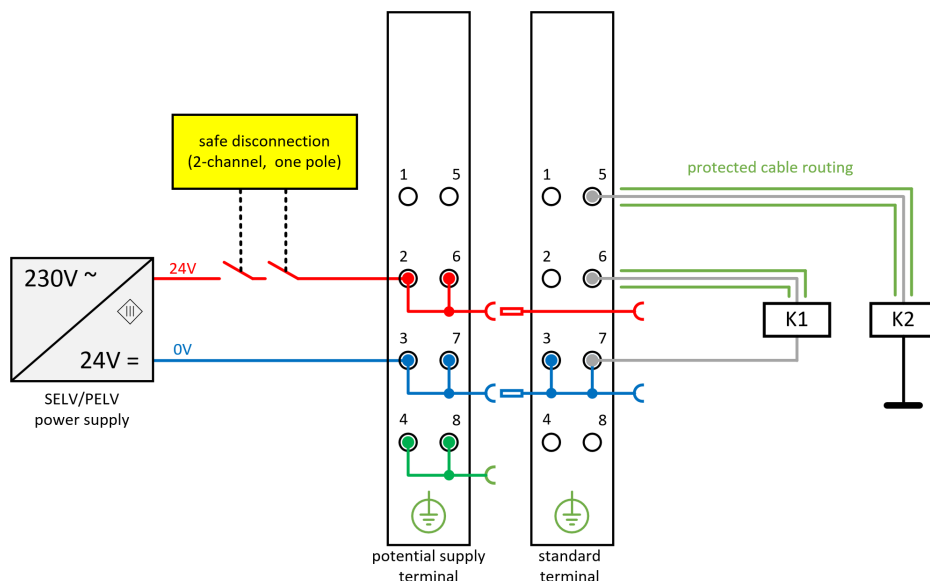 safe disconnection
(2-channel, one pole)
protected cable routing
1 5
1 5
230V ~
24V
2 6
2 6
III
K1
K2
24V =
0V
3 7
3 7
SELV/PELV
power supply
4 8
4 8
potential supply
terminal
standard
terminal